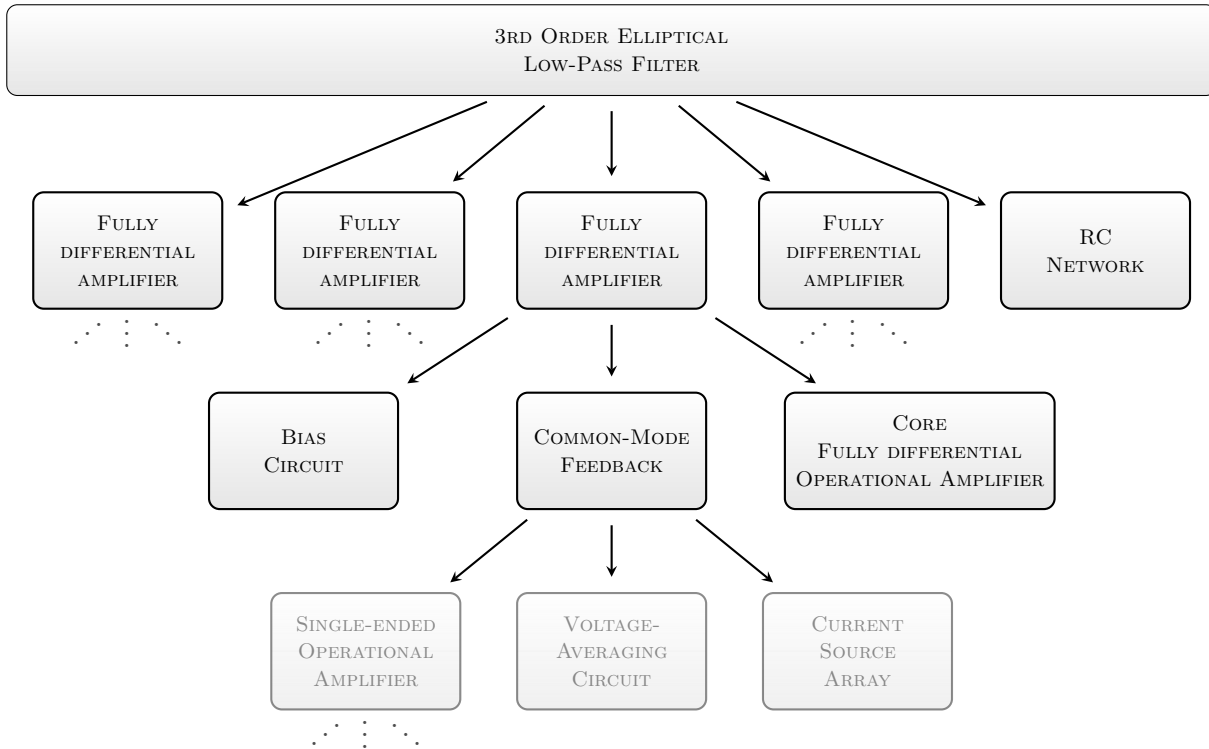 3rd Order Elliptical
Low-Pass Filter
Fully
differential
amplifier
Fully
differential
amplifier
Fully
differential
amplifier
Fully
differential
amplifier
RC
Network
Bias
Circuit
Common-Mode
Feedback
Core
Fully differential
Operational Amplifier
Single-ended
Operational
Amplifier
Voltage-
Averaging
Circuit
Current
Source
Array